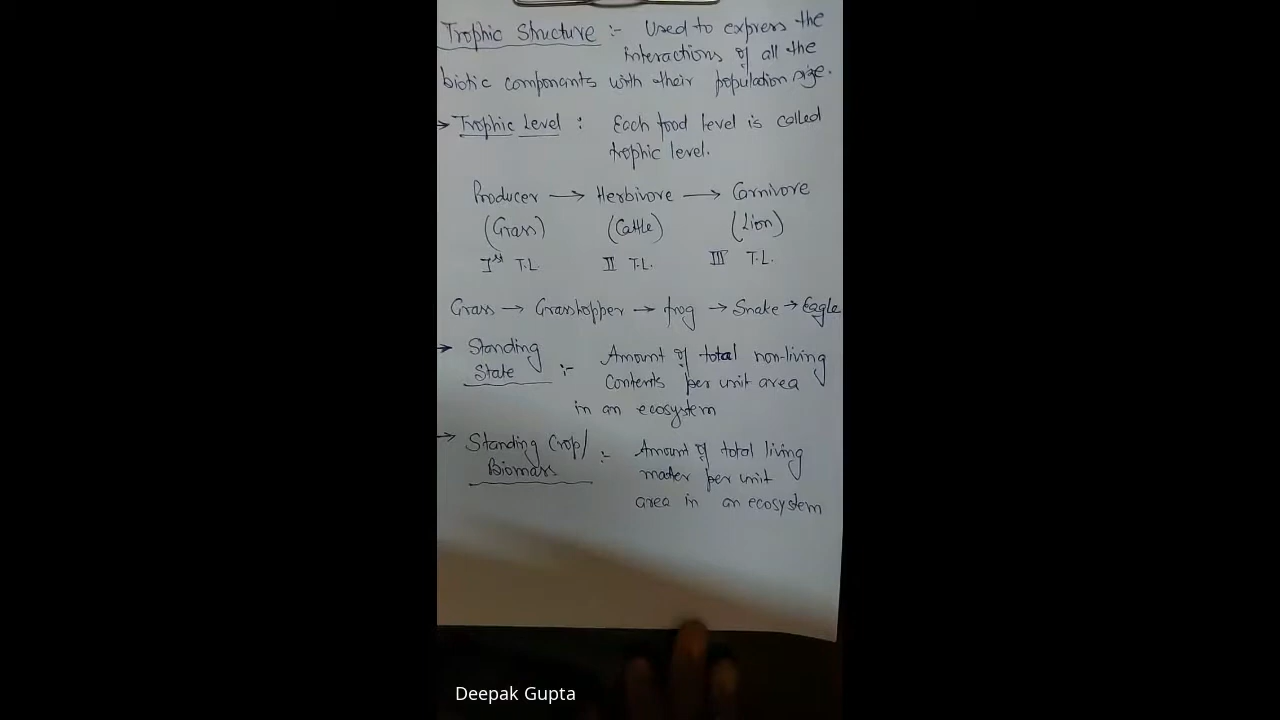 Trophic Structure :- Used to express the
interactions of all the
biotic components with their population size.
→ Trophic Level : Each food level is called
trophic level.
Producer → Herbivore → Carnivore
(Grass) (Cattle) (Lion)
Ist T.L. II T.L. III T.L.
Grass → Grasshopper → frog → Snake → Eagle
→ Standing State :- Amount of total non-living
contents per unit area
in an ecosystem
→ Standing Crop/ Biomass :- Amount of total living
matter per unit
area in an ecosystem
Deepak Gupta